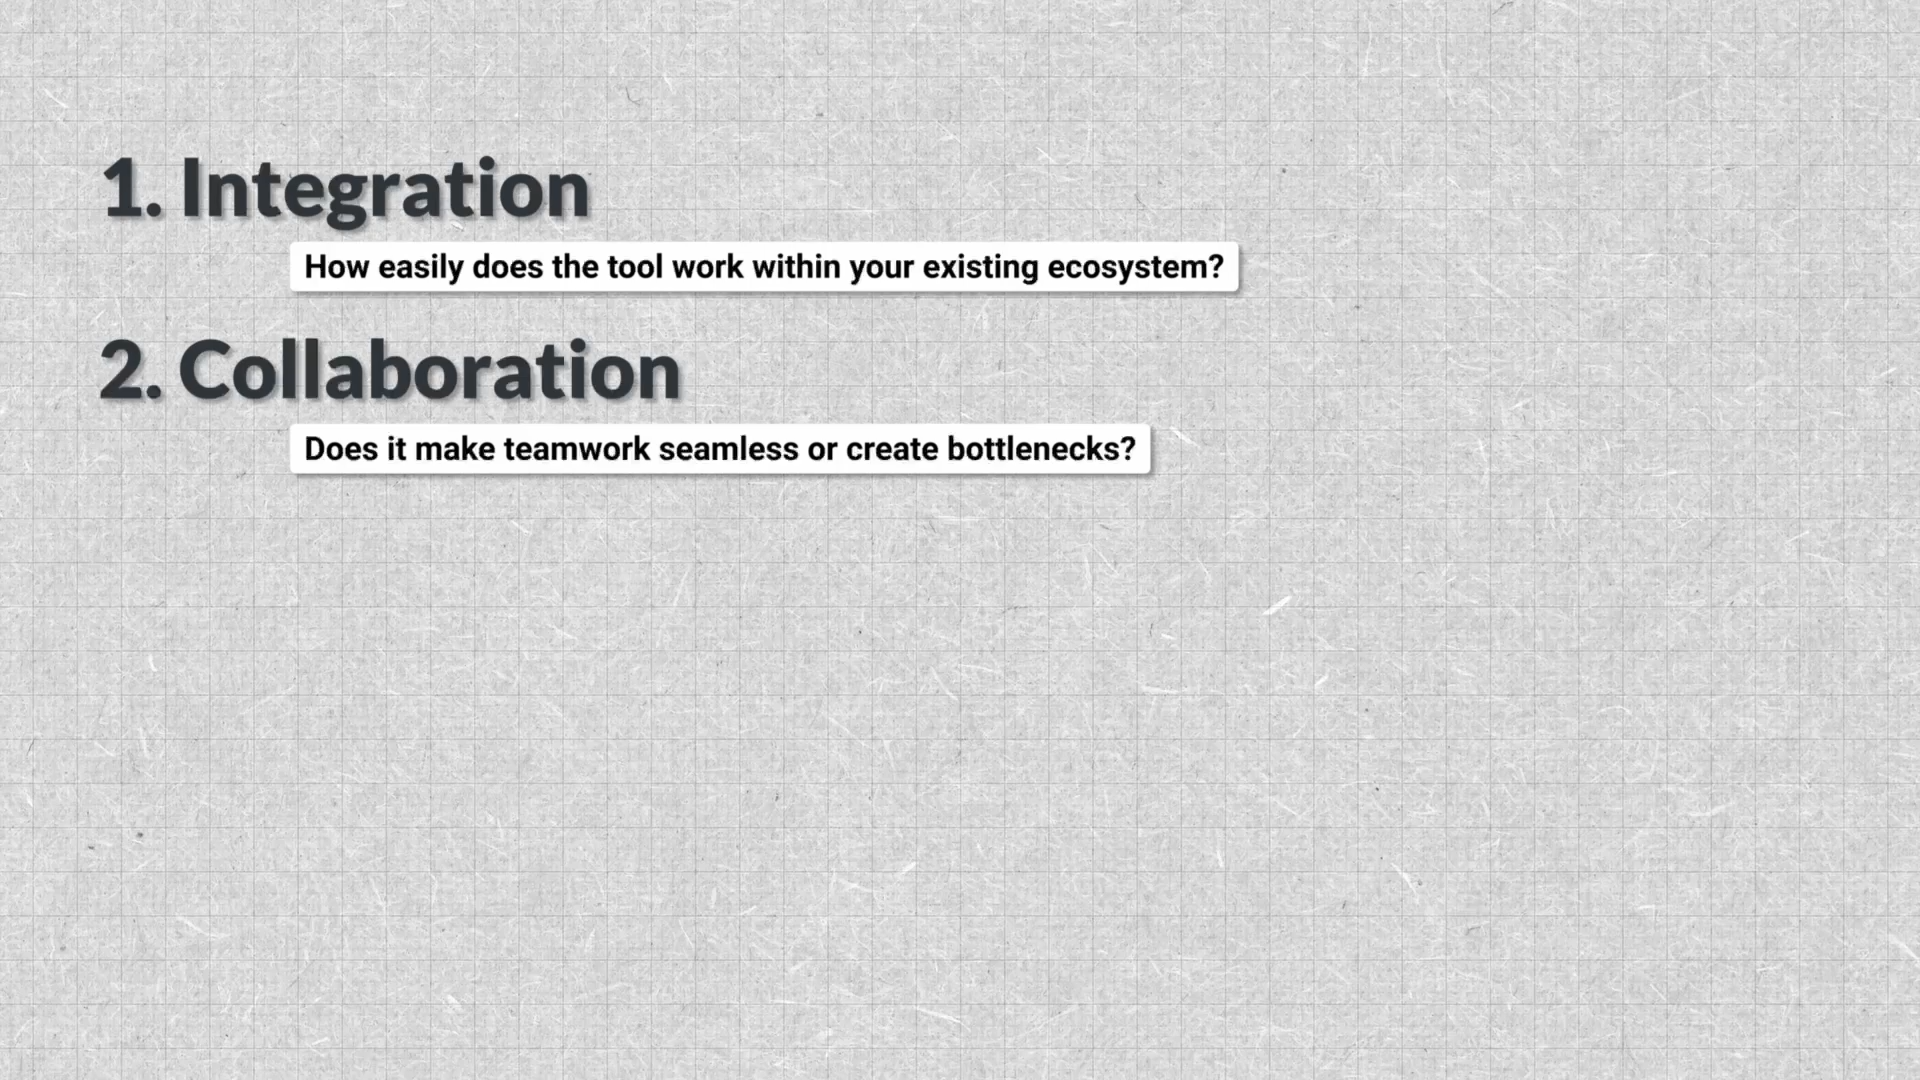 1. Integration
How easily does the tool work within your existing ecosystem?
2. Collaboration
Does it make teamwork seamless or create bottlenecks?